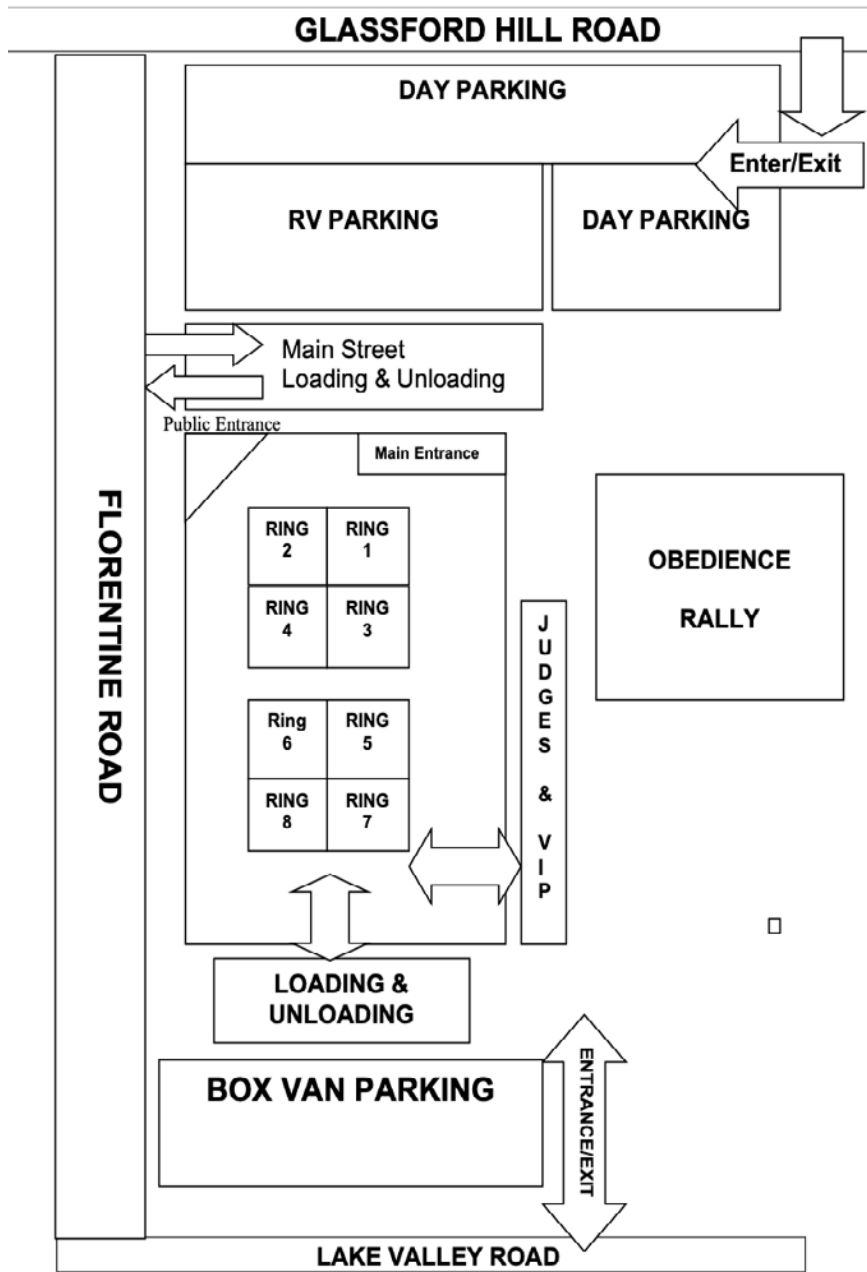 GLASSFORD HILL ROAD
DAY PARKING
Enter/Exit
RV PARKING
DAY PARKING
Main Street
Loading & Unloading
Public Entrance
Main Entrance
FLORENTINE ROAD
RING
2
RING
1
RING
4
RING
3
OBEDIENCE
RALLY
JUDGES & VIP
Ring
6
RING
5
RING
8
RING
7
LOADING &
UNLOADING
BOX VAN PARKING
ENTRANCE/EXIT
LAKE VALLEY ROAD